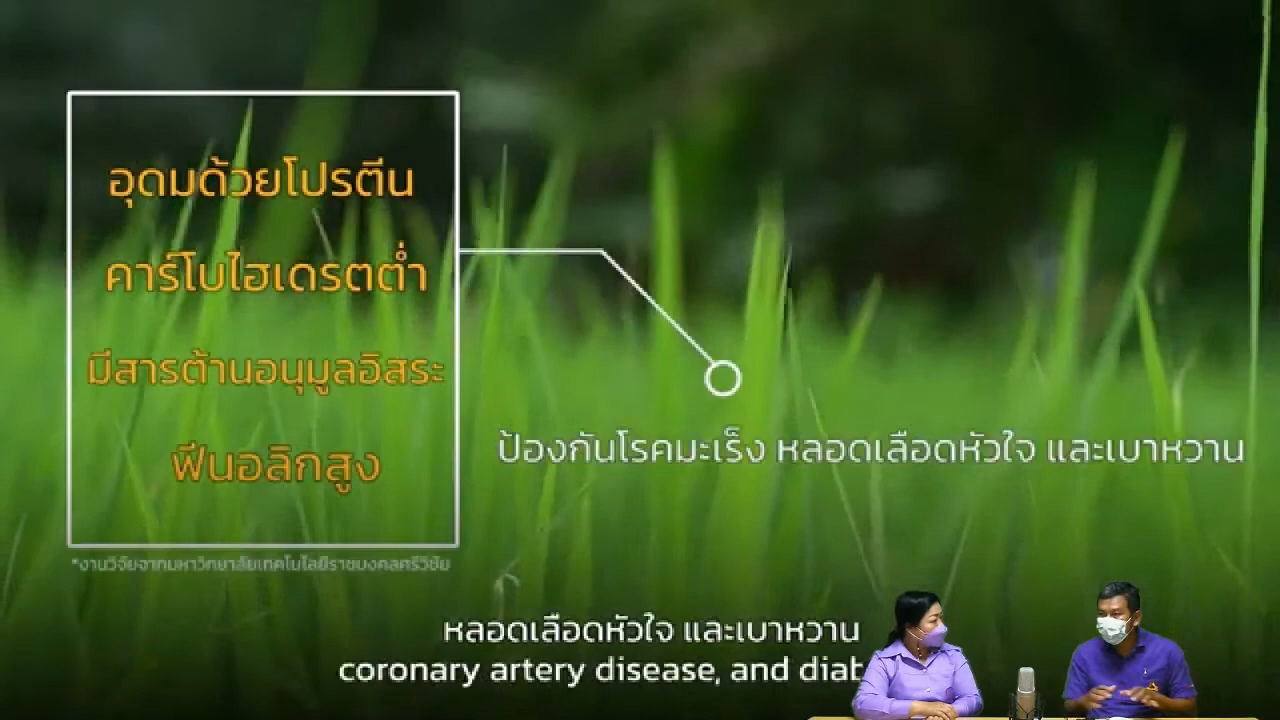 อุดมด้วยโปรตีน
คาร์โบไฮเดรตต่ำ
มีสารต้านอนุมูลอิสระ
ฟีนอลิกสูง
*งานวิจัยจากมหาวิทยาลัยเทคโนโลยีราชมงคลศรีวิชัย
ป้องกันโรคมะเร็ง หลอดเลือดหัวใจ และเบาหวาน
หลอดเลือดหัวใจ และเบาหวาน
coronary artery disease, and diab